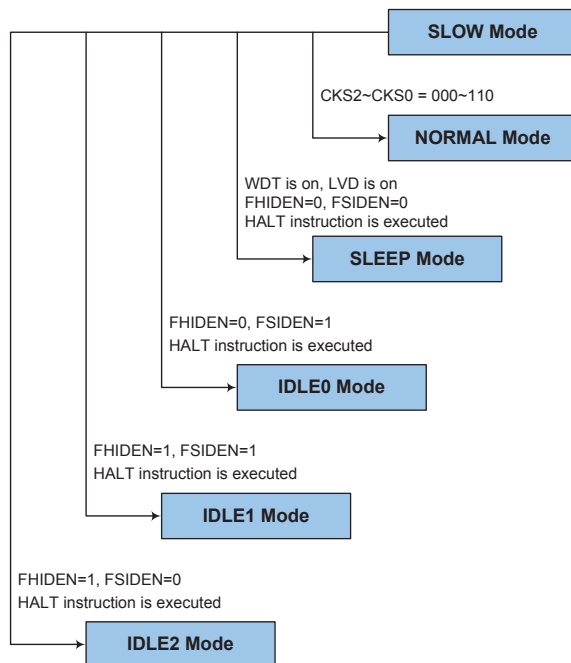 SLOW Mode
CKS2~CKS0 = 000~110
NORMAL Mode
WDT is on, LVD is on
FHIDEN=0, FSIDEN=0
HALT instruction is executed
SLEEP Mode
FHIDEN=0, FSIDEN=1
HALT instruction is executed
IDLE0 Mode
FHIDEN=1, FSIDEN=1
HALT instruction is executed
IDLE1 Mode
FHIDEN=1, FSIDEN=0
HALT instruction is executed
IDLE2 Mode